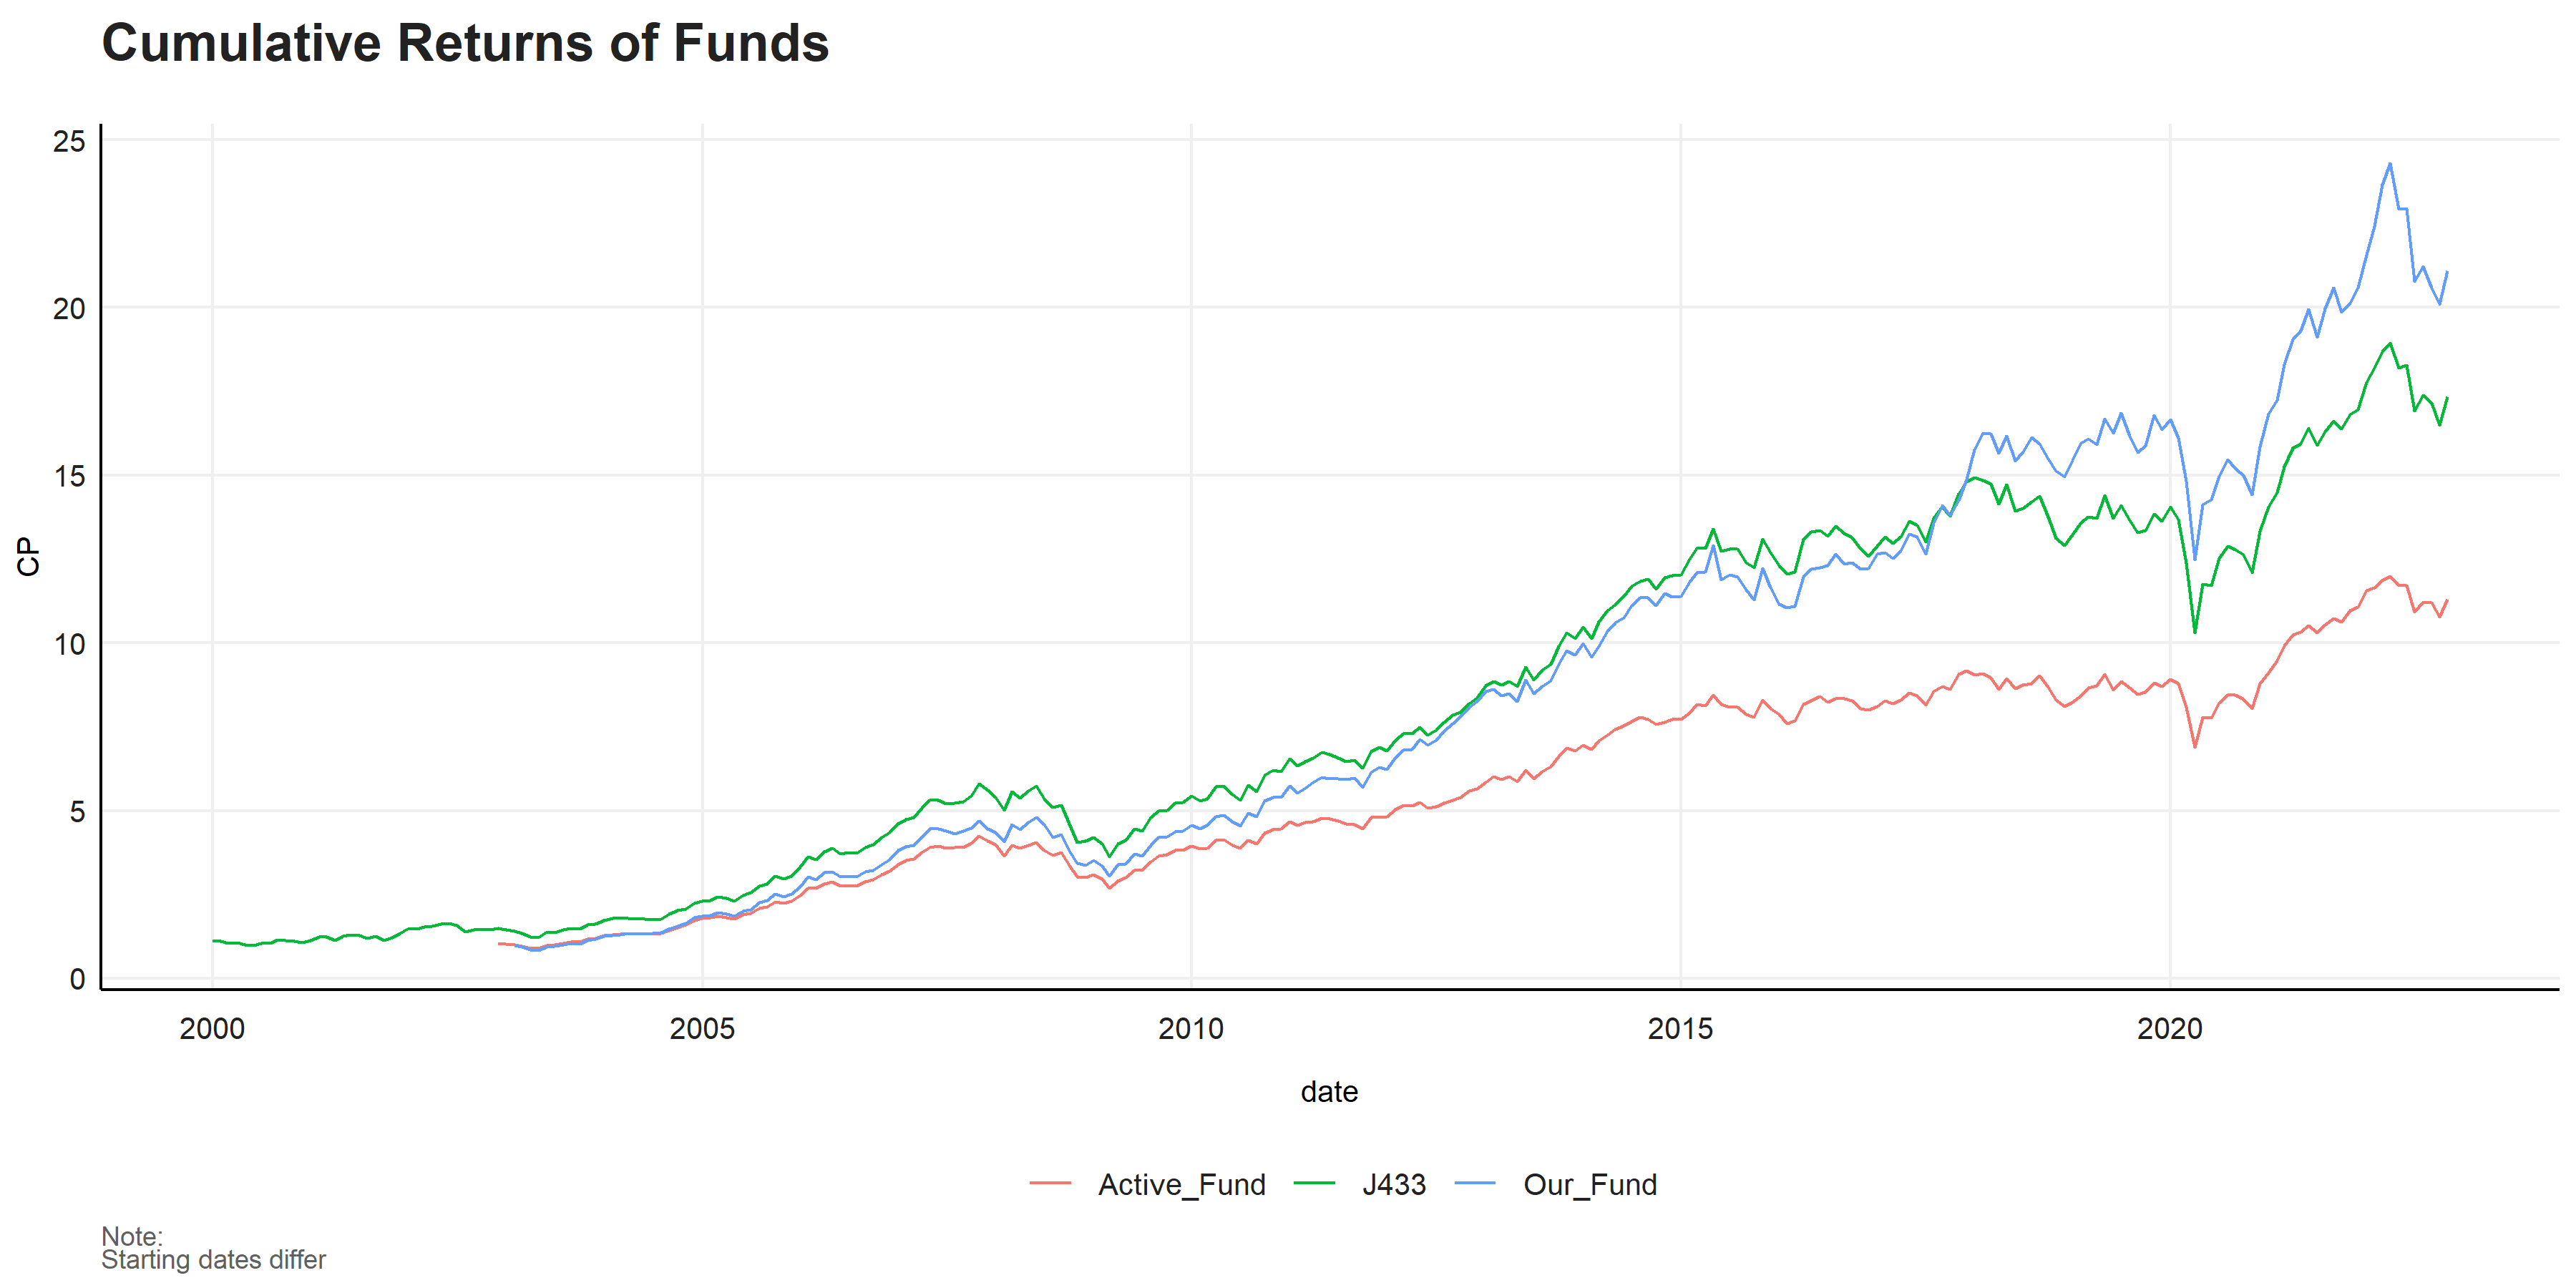 Cumulative Returns of Funds
25
20
15
10
5
0
CP
2000 2005 2010 2015 2020
date
Active_Fund J433 Our_Fund
Note:
Starting dates differ